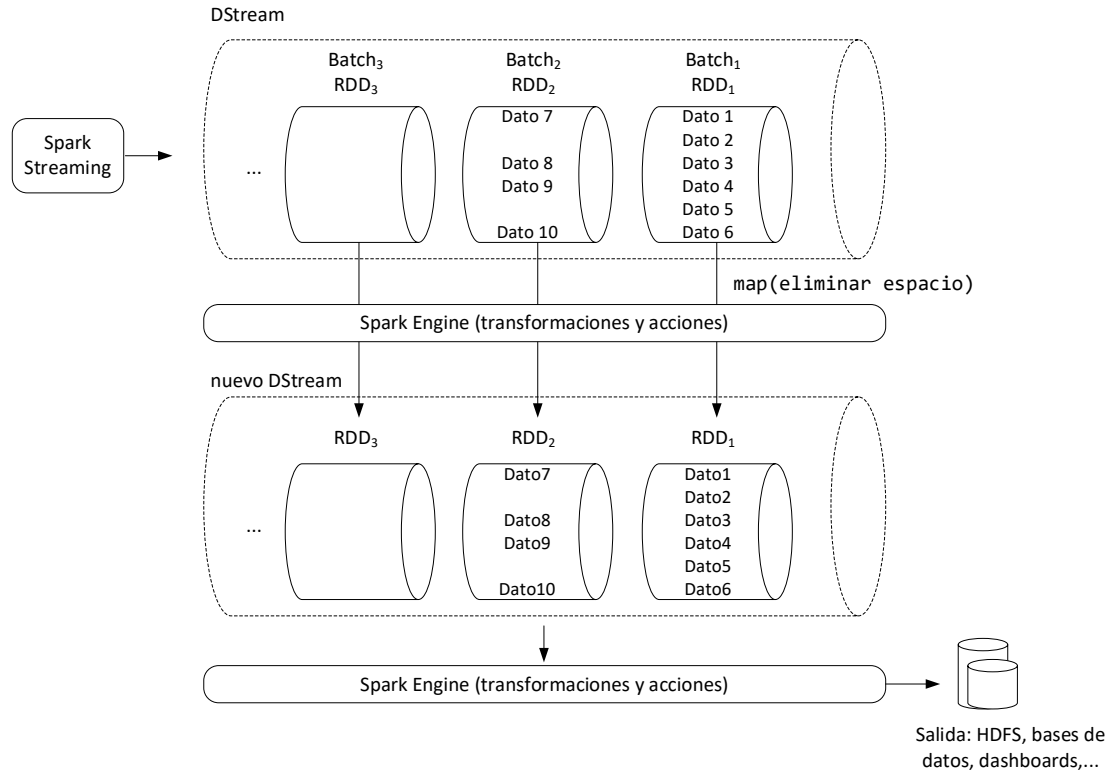 DStream
Batch₃
RDD₃
Batch₂
RDD₂
Batch₁
RDD₁
Spark
Streaming
...
Dato 7
Dato 8
Dato 9
Dato 10
Dato 1
Dato 2
Dato 3
Dato 4
Dato 5
Dato 6
map(eliminar espacio)
Spark Engine (transformaciones y acciones)
nuevo DStream
RDD₃
RDD₂
RDD₁
...
Dato7
Dato8
Dato9
Dato10
Dato1
Dato2
Dato3
Dato4
Dato5
Dato6
Spark Engine (transformaciones y acciones)
Salida: HDFS, bases de
datos, dashboards,...